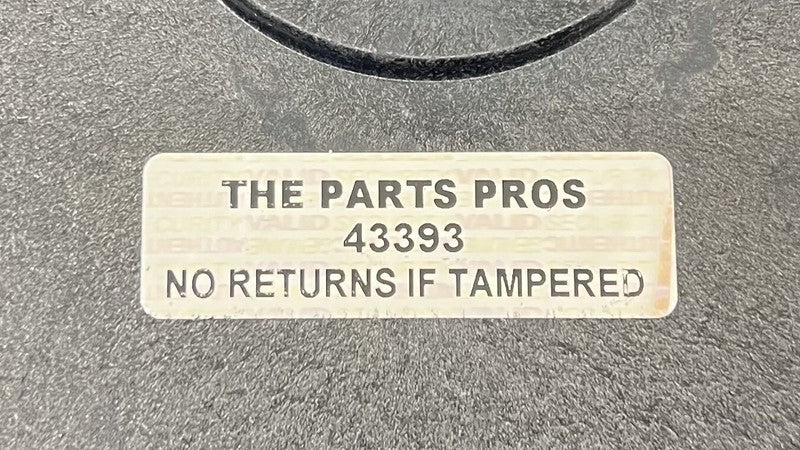 THE PARTS PROS
43393
NO RETURNS IF TAMPERED